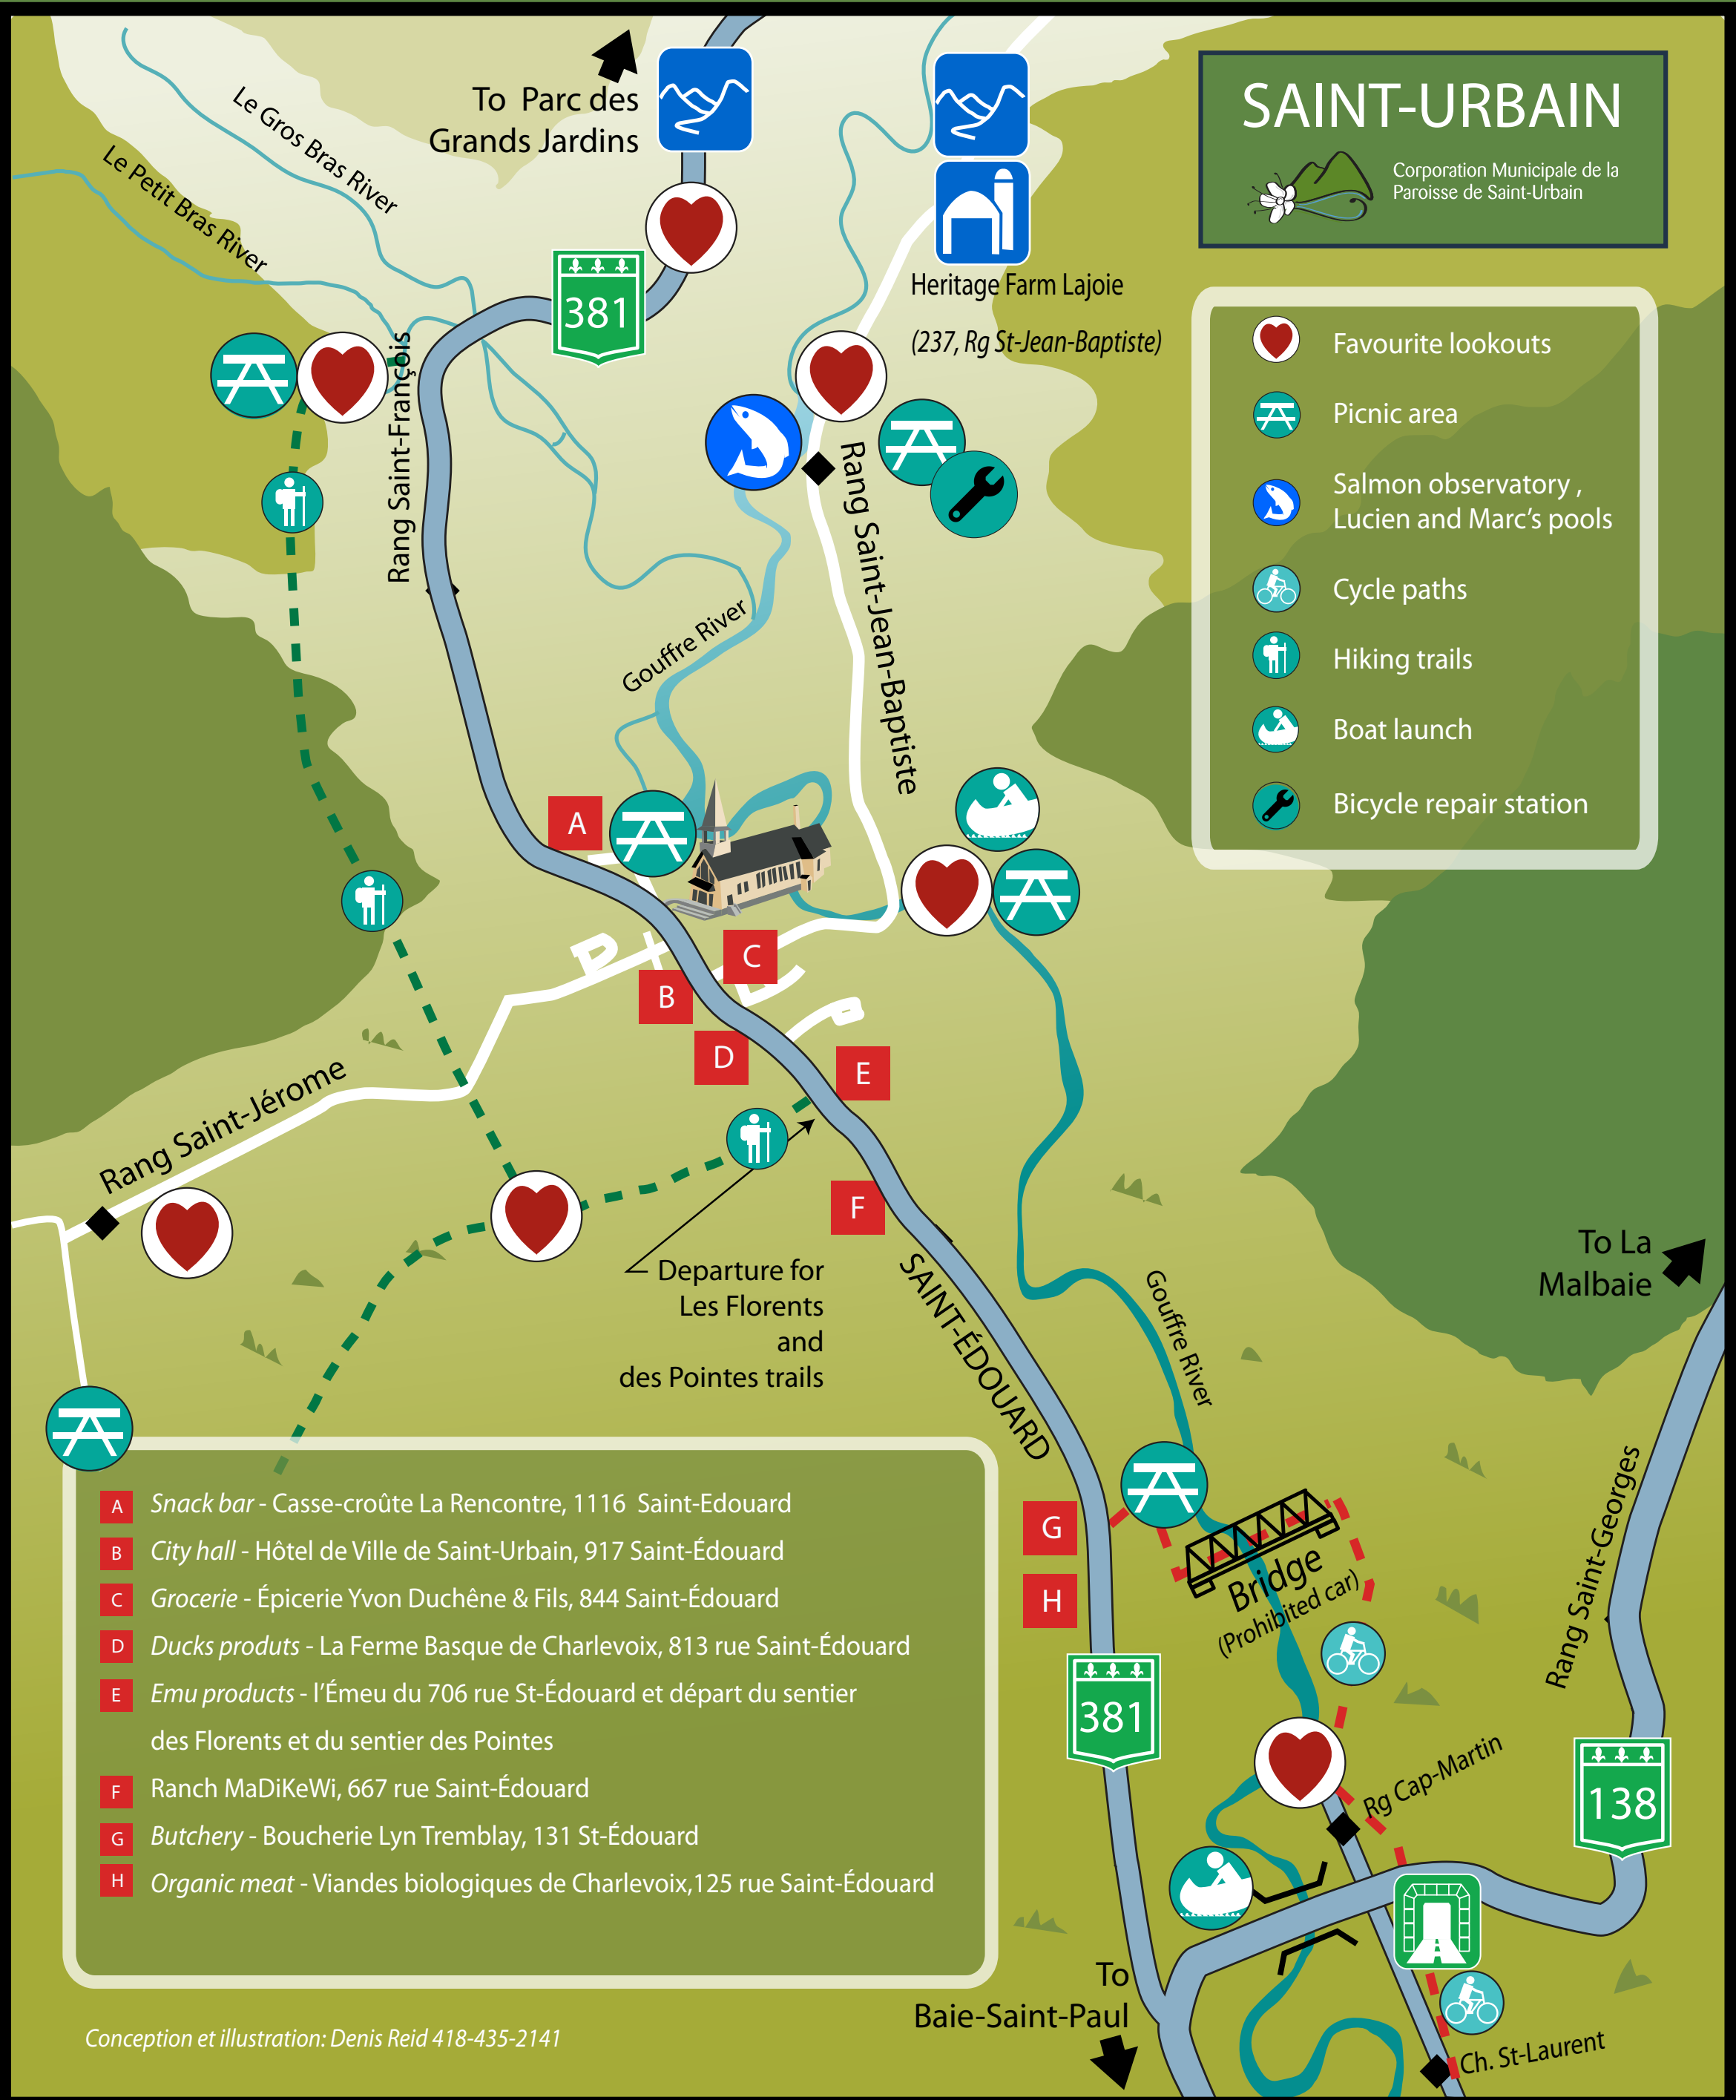 To Parc des
Grands Jardins
SAINT-URBAIN
Corporation Municipale de la
Paroisse de Saint-Urbain
Le Gros Bras River
Le Petit Bras River
381
Heritage Farm Lajoie
(237, Rg St-Jean-Baptiste)
Favourite lookouts
Picnic area
Salmon observatory ,
Lucien and Marc's pools
Cycle paths
Hiking trails
Boat launch
Bicycle repair station
Rang Saint-François
Rang Saint-Jean-Baptiste
Gouffre River
A
C
B
D
E
F
Rang Saint-Jérome
Departure for
Les Florents
and
des Pointes trails
SAINT-ÉDOUARD
Gouffre River
To La
Malbaie
G
H
Bridge
(Prohibited car)
Rang Saint-Georges
381
138
Rg Cap-Martin
To
Baie-Saint-Paul
Ch. St-Laurent
A Snack bar - Casse-croûte La Rencontre, 1116 Saint-Edouard
B City hall - Hôtel de Ville de Saint-Urbain, 917 Saint-Édouard
C Grocerie - Épicerie Yvon Duchêne & Fils, 844 Saint-Édouard
D Ducks produts - La Ferme Basque de Charlevoix, 813 rue Saint-Édouard
E Emu products - l'Émeu du 706 rue St-Édouard et départ du sentier
des Florents et du sentier des Pointes
F Ranch MaDiKeWi, 667 rue Saint-Édouard
G Butchery - Boucherie Lyn Tremblay, 131 St-Édouard
H Organic meat - Viandes biologiques de Charlevoix,125 rue Saint-Édouard
Conception et illustration: Denis Reid 418-435-2141